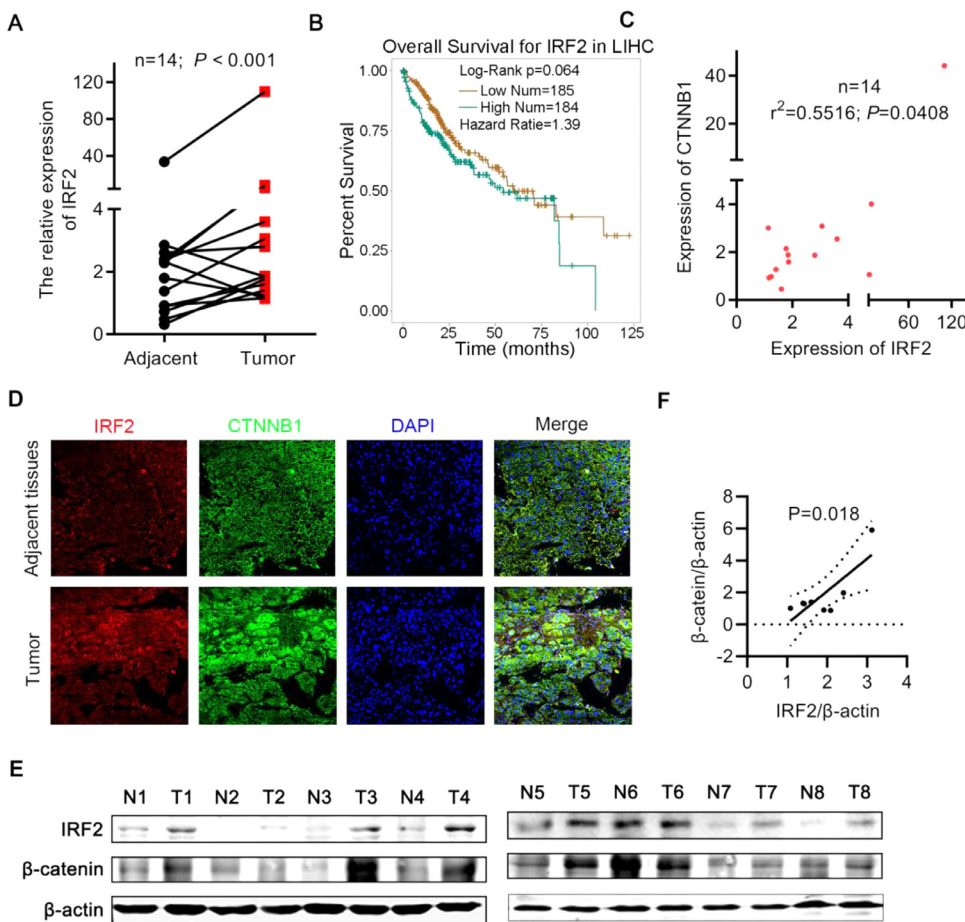 A
n=14; P < 0.001
The relative expression
of IRF2
120
80
40
4
2
0
Adjacent Tumor
B
Overall Survival for IRF2 in LIHC
Log-Rank p=0.064
Low Num=185
High Num=184
Hazard Ratie=1.39
Percent Survival
1.00
0.75
0.50
0.25
0.00
0 25 50 75 100 125
Time (months)
C
n=14
r2=0.5516; P=0.0408
Expression of CTNNB1
40
20
4
2
0
0 2 4 60 120
Expression of IRF2
D
IRF2 CTNNB1 DAPI Merge
Adjacent tissues
Tumor
F
P=0.018
β-catein/β-actin
8
6
4
2
0
-2
0 1 2 3 4
IRF2/β-actin
E
N1 T1 N2 T2 N3 T3 N4 T4
N5 T5 N6 T6 N7 T7 N8 T8
IRF2
β-catenin
β-actin